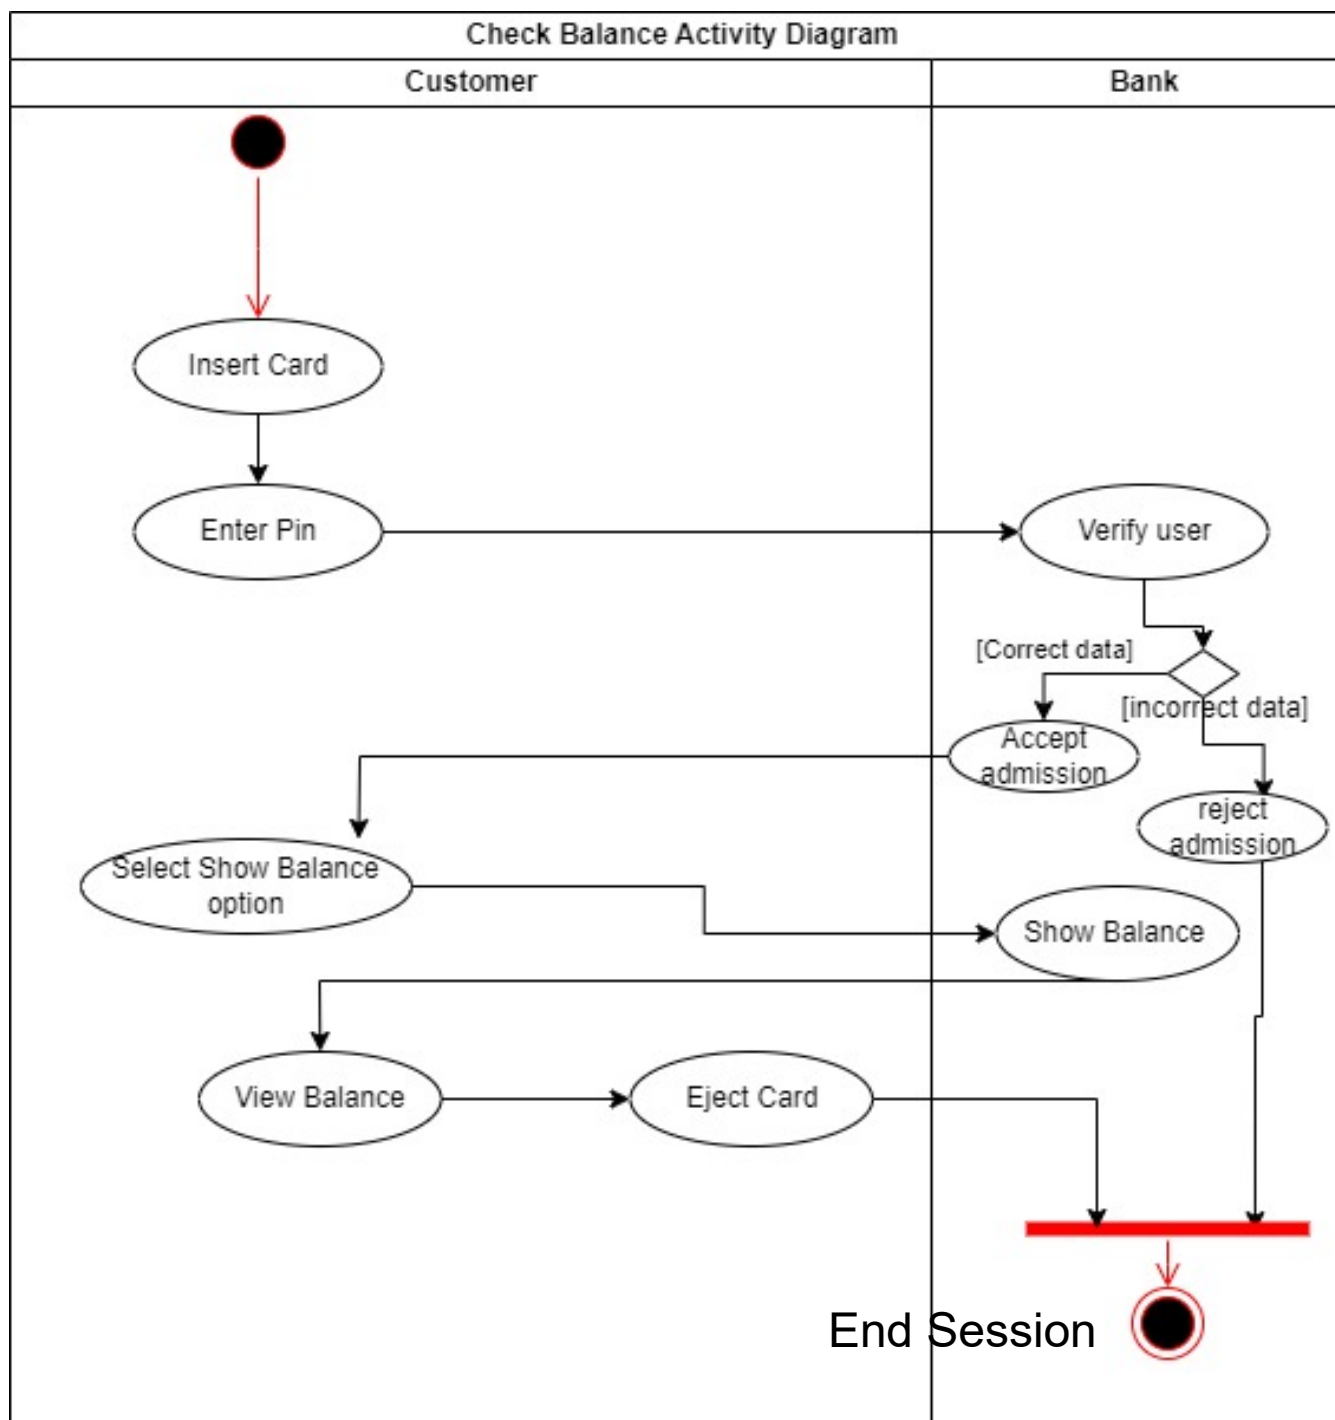 Check Balance Activity Diagram
Customer
Bank
Insert Card
Enter Pin
Verify user
[Correct data]
[incorrect data]
Accept
admission
reject
admission
Select Show Balance
option
Show Balance
View Balance
Eject Card
End Session